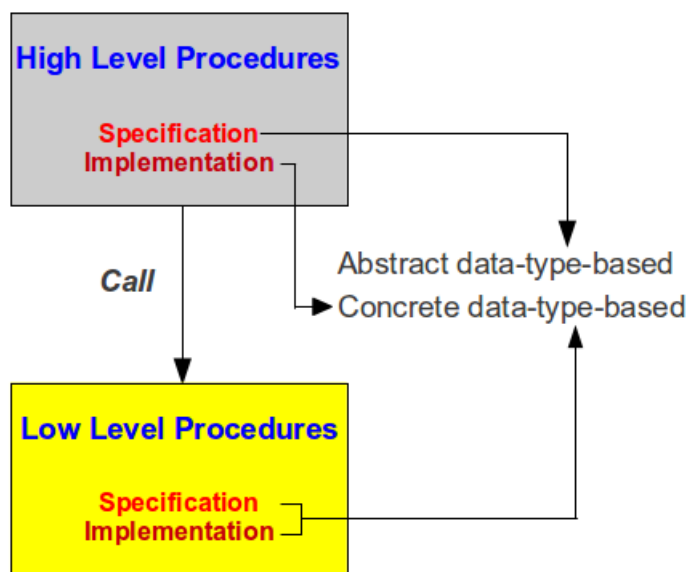 High Level Procedures
Specification
Implementation
Abstract data-type-based
Call
Concrete data-type-based
Low Level Procedures
Specification
Implementation